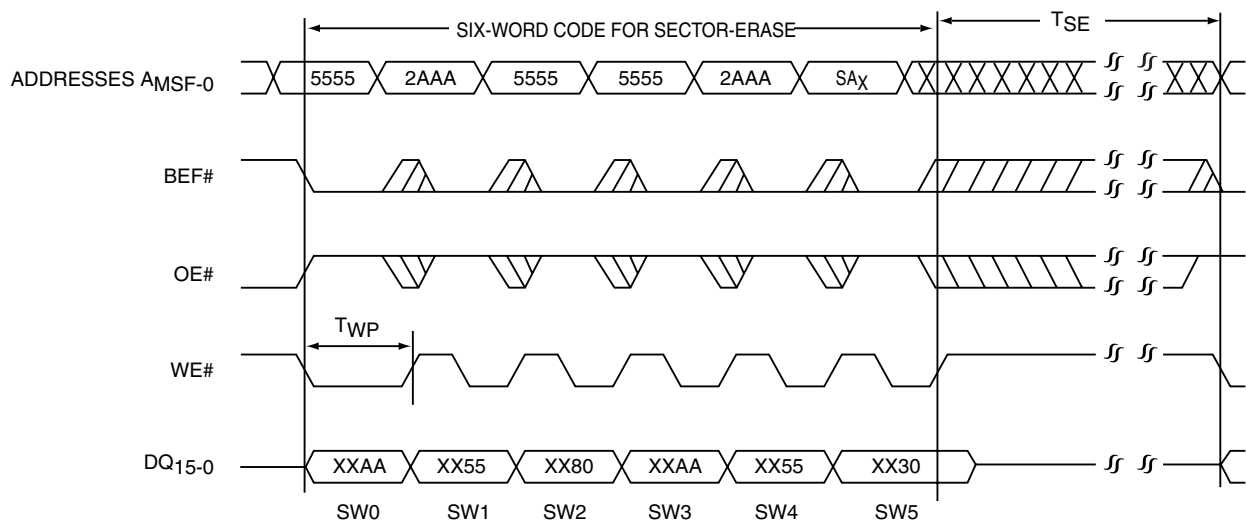 SIX-WORD CODE FOR SECTOR-ERASE TSE
ADDRESSES AMSF-0 5555 2AAA 5555 5555 2AAA SAX
BEF#
OE#
TWP
WE#
DQ15-0 XXAA XX55 XX80 XXAA XX55 XX30
SW0 SW1 SW2 SW3 SW4 SW5